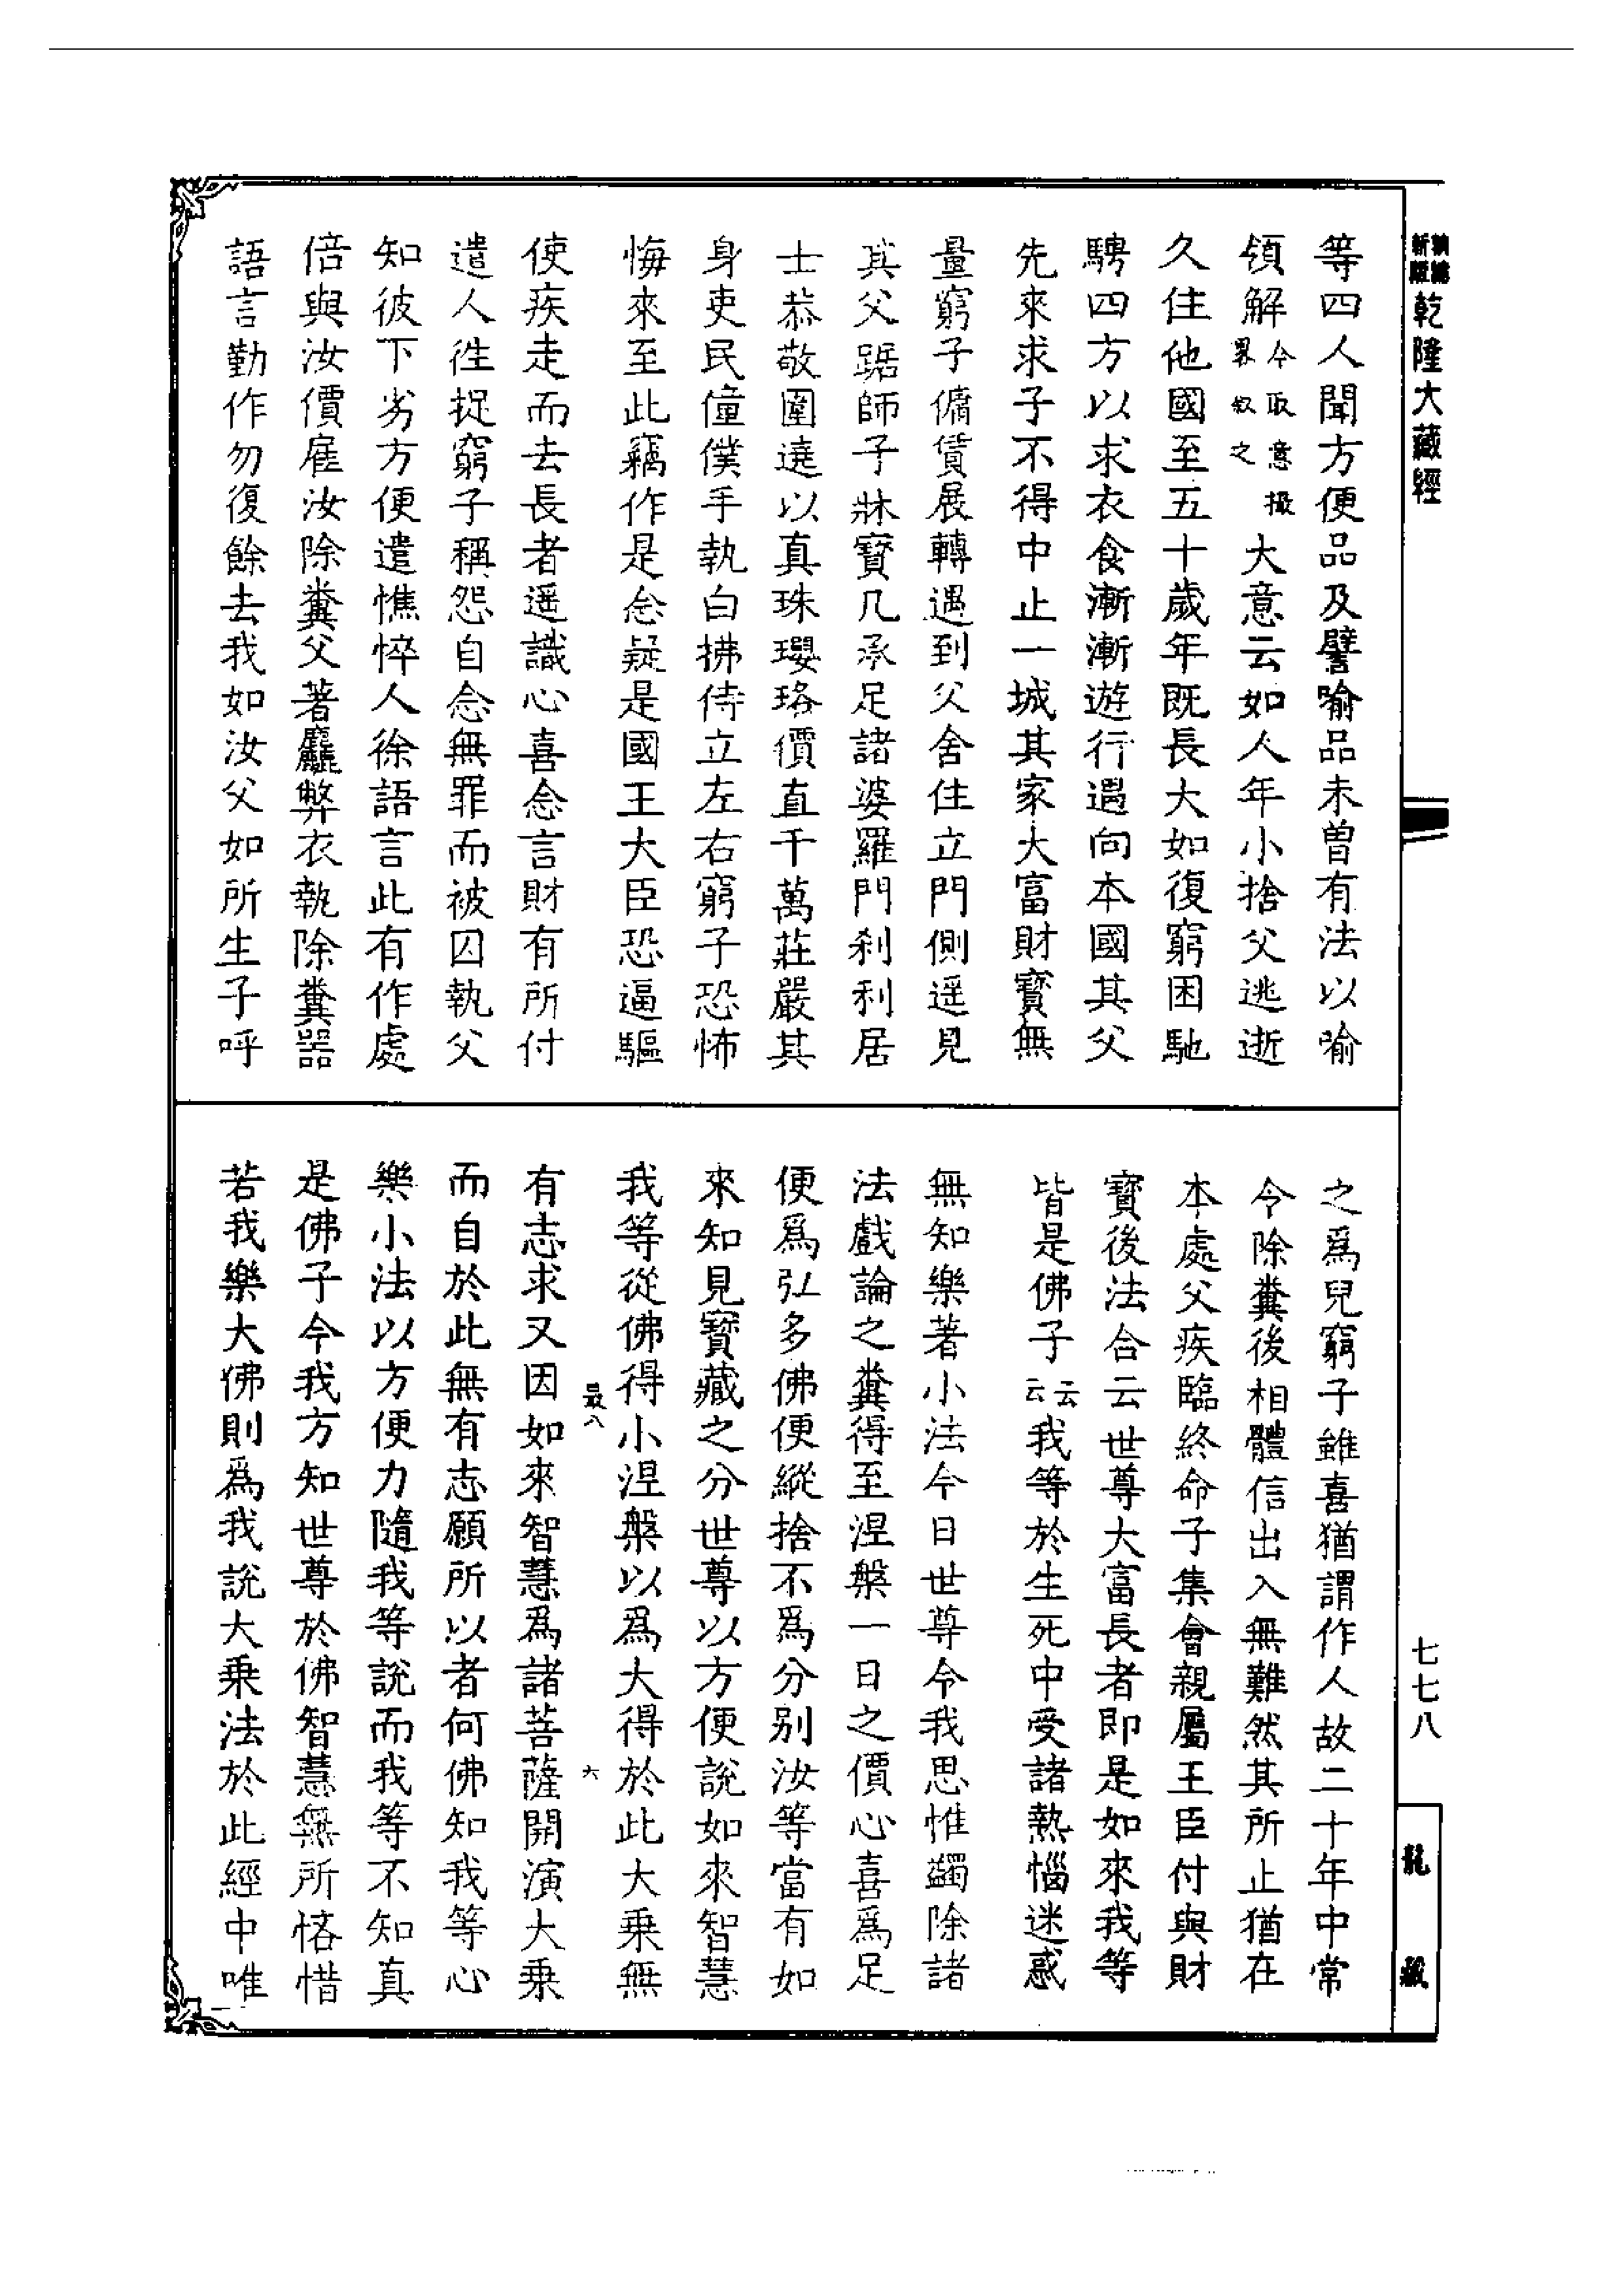 乾隆大藏經
等四人聞方便品及譬喻品未曾有法以喻
領解今取意撮畧叙之大意云如人年小捨父逃逝
久住他國至五十歲年既長大如復窮困馳
騁四方以求衣食漸漸遊行遇向本國其父
先來求子不得中止一城其家大富財寶無
量窮子傭賃展轉遇到父舍住立門側遥見
其父踞師子牀寶几承足諸婆羅門刹利居
士恭敬圍遶以真珠瓔珞價直千萬莊嚴其
身吏民僮僕手執白拂侍立左右窮子恐怖
悔來至此竊作是念疑是國王大臣恐逼驅
使疾走而去長者遥識心喜念言財有所付
遣人徃捉窮子稱怨自念無罪而被囚執父
知彼下劣方便遣憔悴人徐語言此有作處
倍與汝價雇汝除糞父著麤弊衣執除糞器
語言勤作勿復餘去我如汝父如所生子呼
之爲兒窮子雖喜猶謂作人故二十年中常
令除糞後相體信出入無難然其所止猶在
本處父疾臨終命子集會親屬王臣付與財
寶後法合云世尊大富長者即是如來我等
皆是佛子云云我等於生死中受諸熱惱迷惑
無知樂著小法今日世尊令我思惟蠲除諸
法戲論之糞得至涅槃一日之價心喜爲足
便爲弘多佛便縱捨不爲分别汝等當有如
來知見寶藏之分世尊以方便說如來智慧
我等從佛得小涅槃以爲大得於此大乘無
最八 六
有志求又因如來智慧爲諸菩薩開演大乘
而自於此無有志願所以者何佛知我等心
樂小法以方便力隨我等說而我等不知真
是佛子今我方知世尊於佛智慧無所悋惜
若我樂大佛則爲我說大乘法於此經中唯
七七八
龍藏